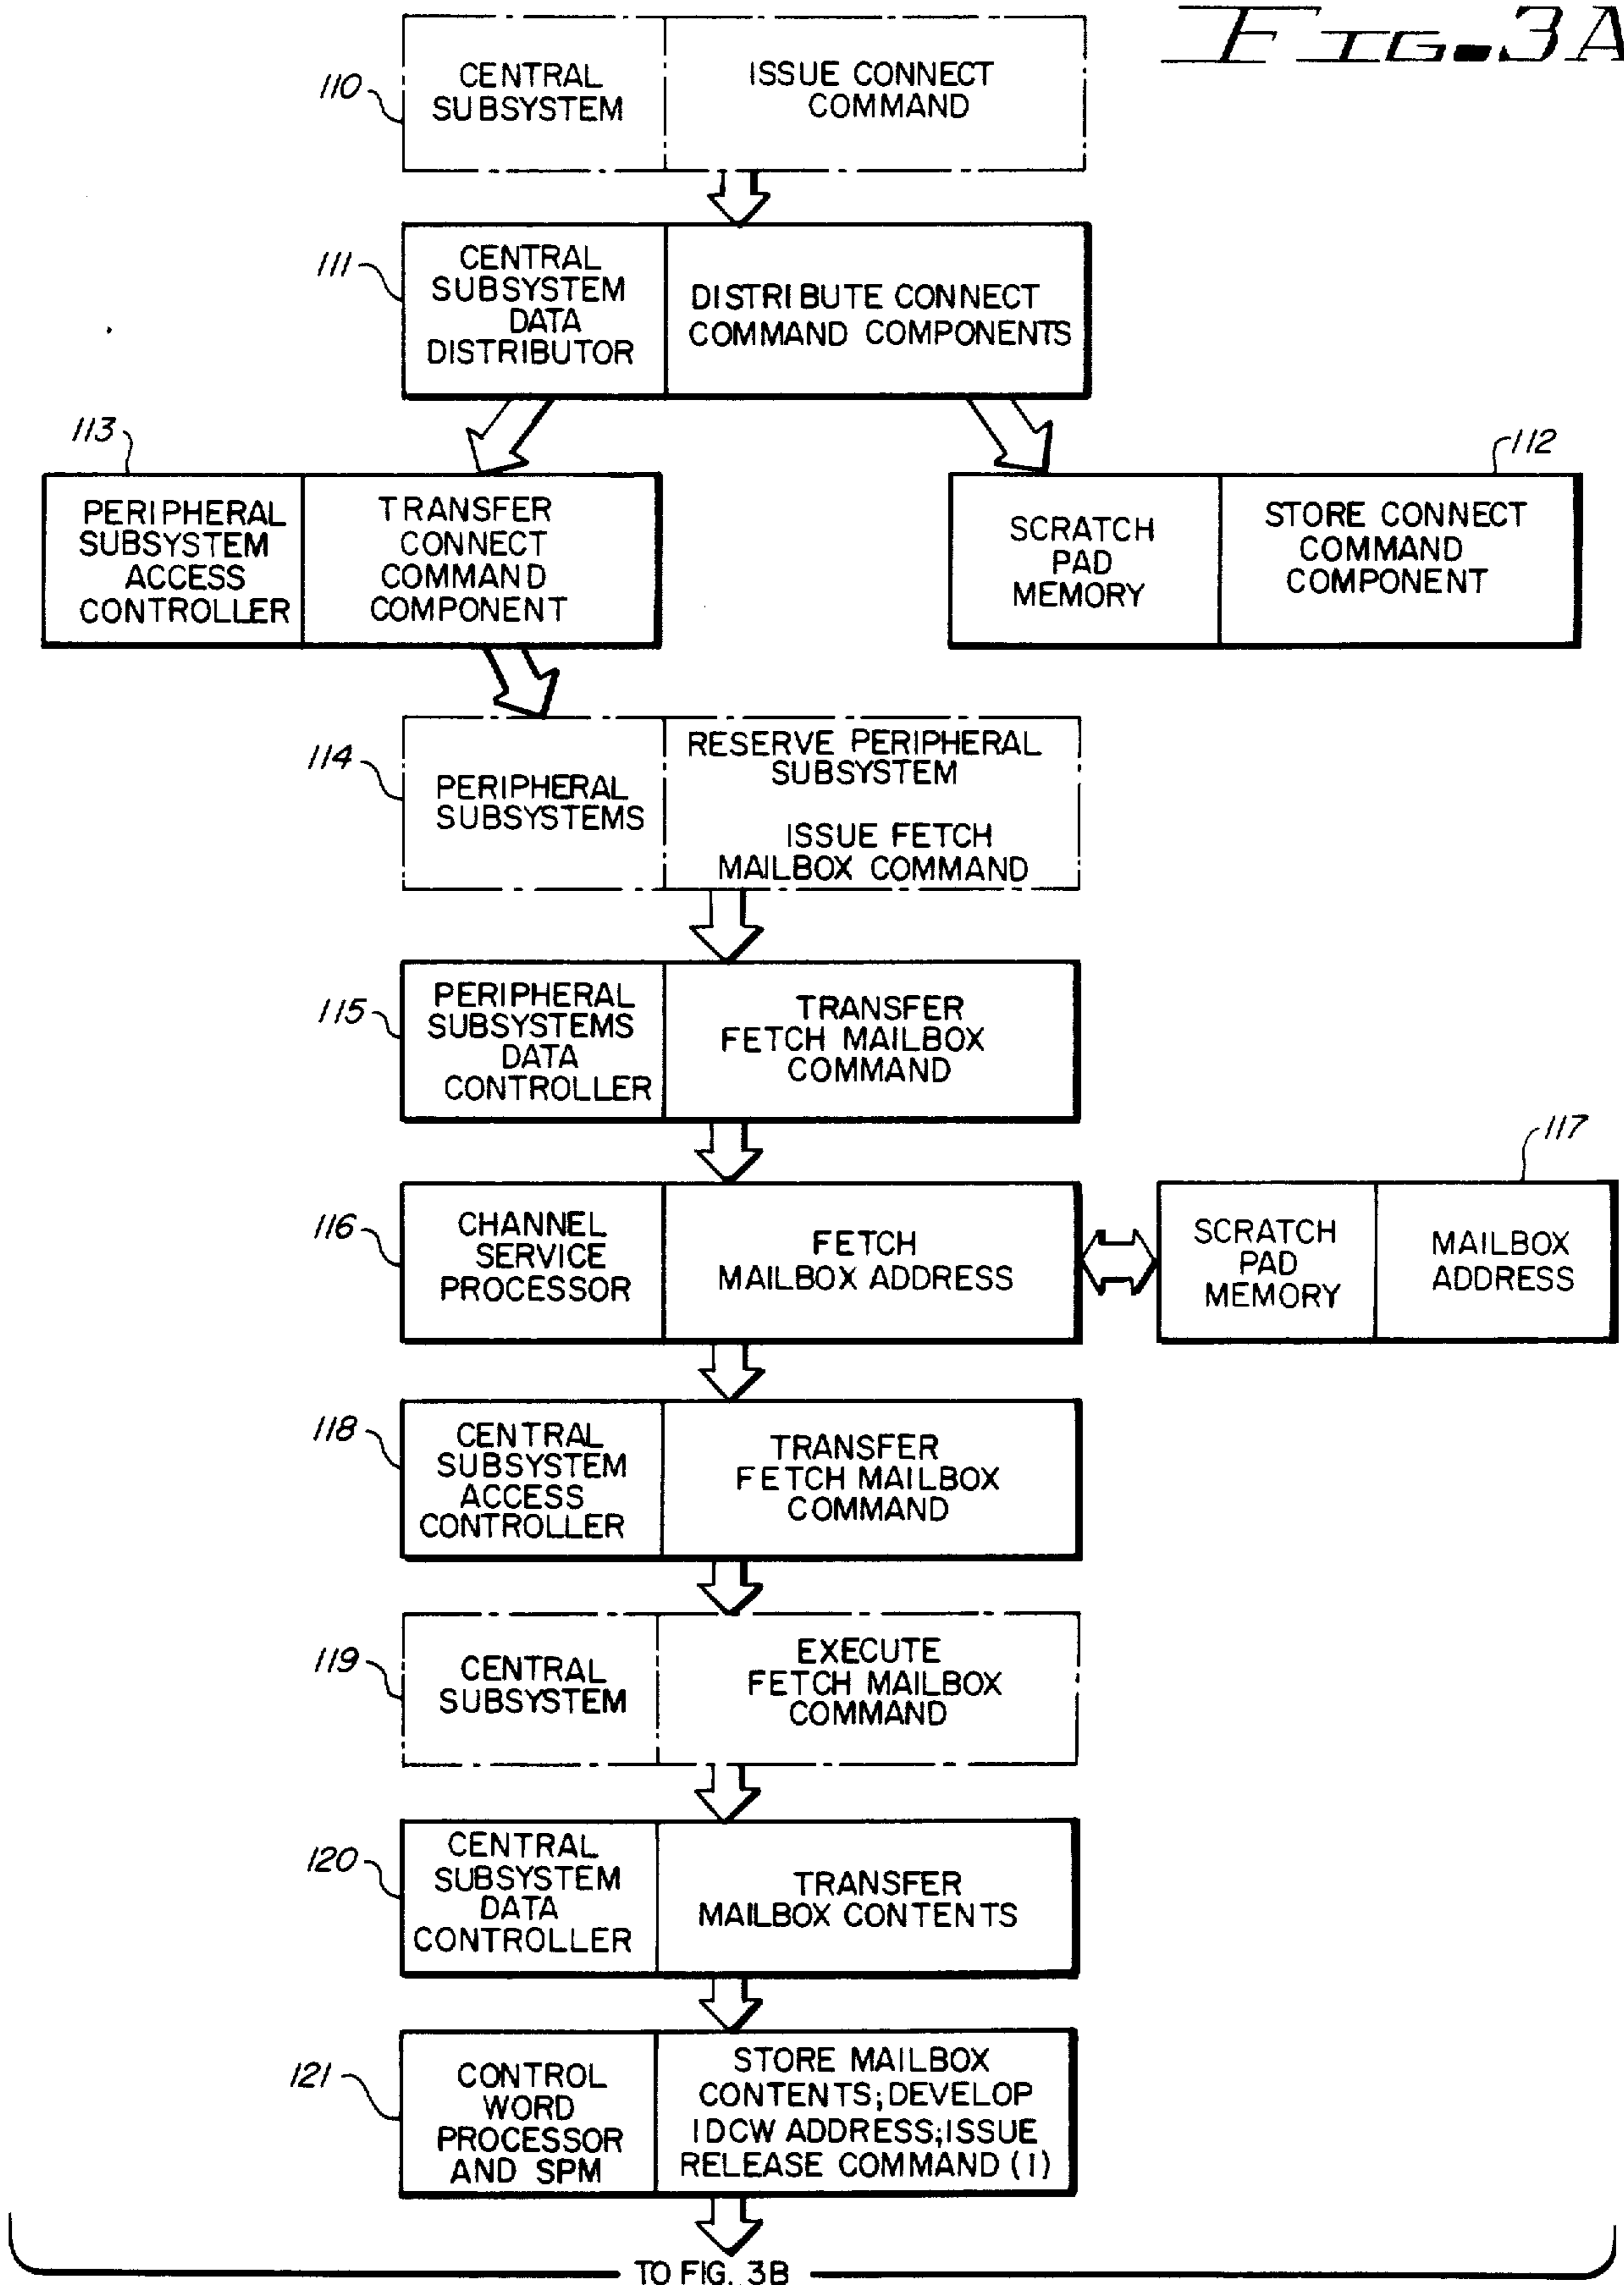 FIG. 3A
110
CENTRAL
SUBSYSTEM
ISSUE CONNECT
COMMAND
111
CENTRAL
SUBSYSTEM
DATA
DISTRIBUTOR
DISTRIBUTE CONNECT
COMMAND COMPONENTS
113
PERIPHERAL
SUBSYSTEM
ACCESS
CONTROLLER
TRANSFER
CONNECT
COMMAND
COMPONENT
112
SCRATCH
PAD
MEMORY
STORE CONNECT
COMMAND
COMPONENT
114
PERIPHERAL
SUBSYSTEMS
RESERVE PERIPHERAL
SUBSYSTEM
ISSUE FETCH
MAILBOX COMMAND
115
PERIPHERAL
SUBSYSTEMS
DATA
CONTROLLER
TRANSFER
FETCH MAILBOX
COMMAND
116
CHANNEL
SERVICE
PROCESSOR
FETCH
MAILBOX ADDRESS
117
SCRATCH
PAD
MEMORY
MAILBOX
ADDRESS
118
CENTRAL
SUBSYSTEM
ACCESS
CONTROLLER
TRANSFER
FETCH MAILBOX
COMMAND
119
CENTRAL
SUBSYSTEM
EXECUTE
FETCH MAILBOX
COMMAND
120
CENTRAL
SUBSYSTEM
DATA
CONTROLLER
TRANSFER
MAILBOX CONTENTS
121
CONTROL
WORD
PROCESSOR
AND SPM
STORE MAILBOX
CONTENTS; DEVELOP
IDCW ADDRESS; ISSUE
RELEASE COMMAND (1)
TO FIG. 3B